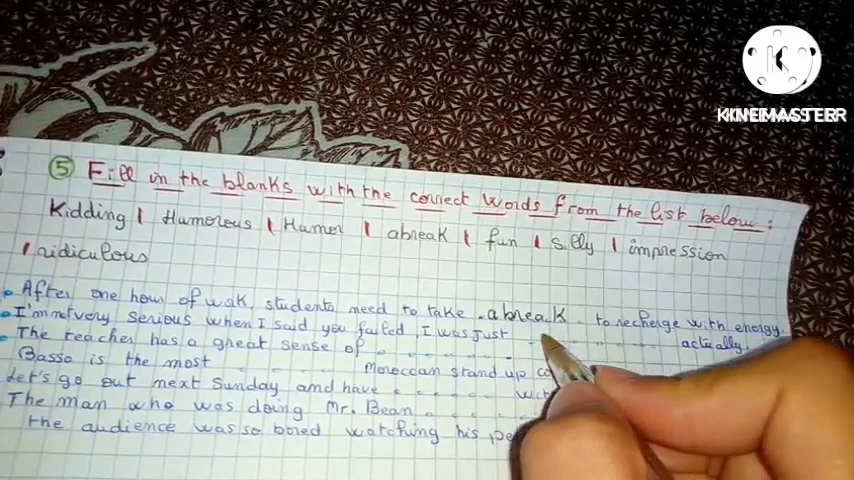 KINEMASTER
5 Fill in the blanks with the correct words from the list below :
Kidding | Humorous | Humor | abreak | fun | silly | impression
| ridiculous
After one hour of work, students need to take a break to recherge with energy.
I'm not very serious when I said you failed, I was Just ........ actually.
The teacher has a great sense of ........
Basso is the most ........ Moroccan stand up
Let's go out next Sunday and have ........
The man who was doing Mr. Bean ........
the audience was so bored watching his